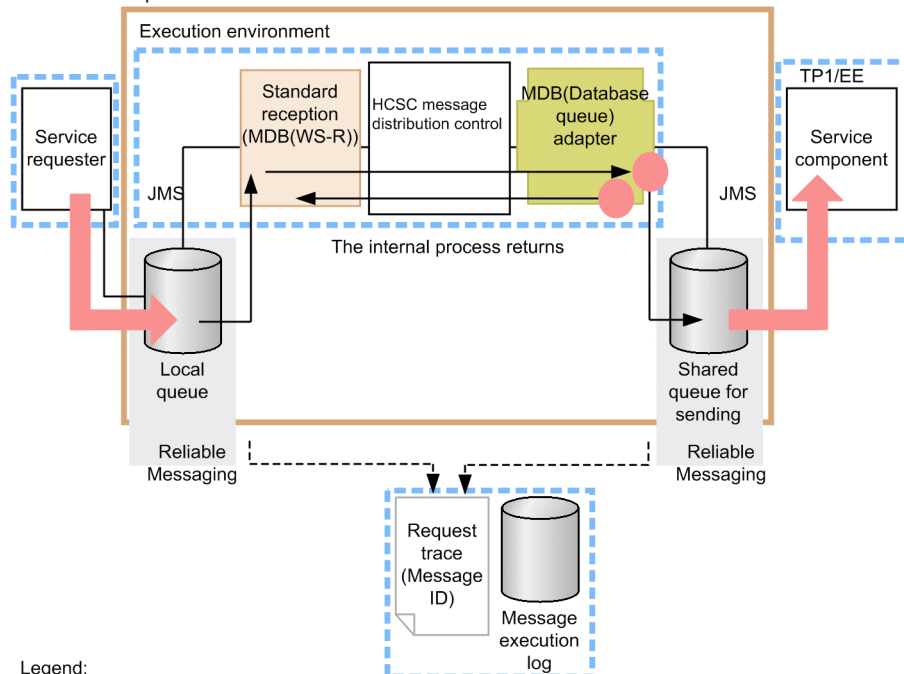 Execution environment
TP1/EE
Service
requester
Standard
reception
(MDB(WS-R))
HCSC message
distribution control
MDB(Database
queue)
adapter
Service
component
JMS
JMS
The internal process returns
Local
queue
Shared
queue for
sending
Reliable
Messaging
Reliable
Messaging
Request
trace
(Message
ID)
Message
execution
log
Legend: